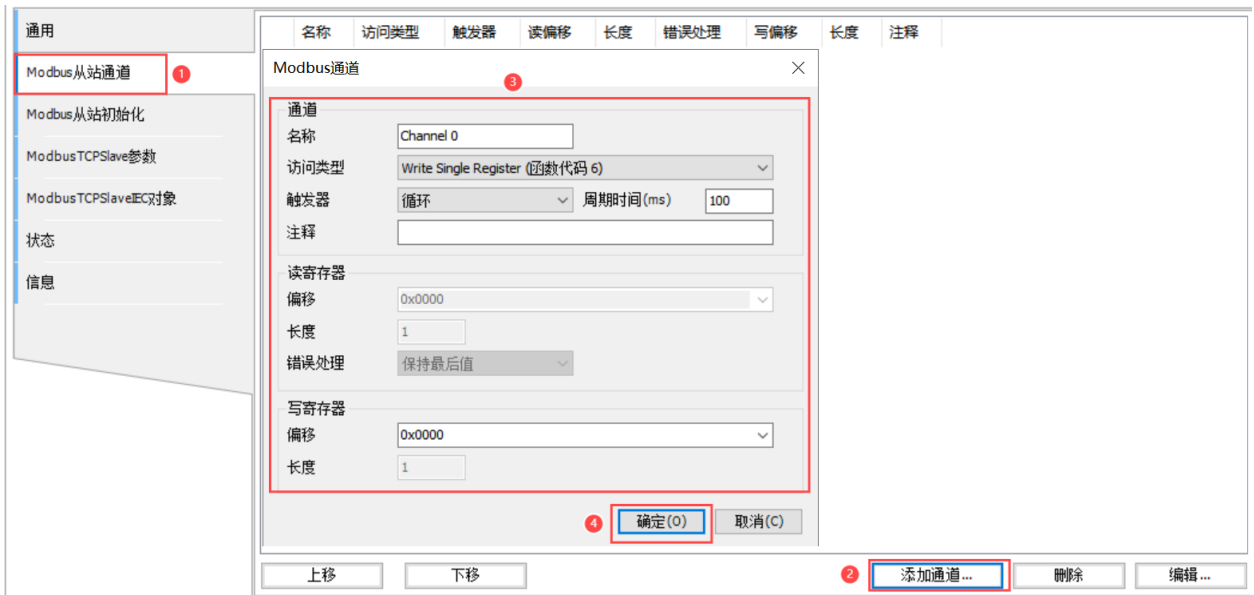 通用
名称 访问类型 触发器 读偏移 长度 错误处理 写偏移 长度 注释
Modbus从站通道 1
Modbus从站初始化
ModbusTCPSlave参数
ModbusTCPSlaveIEC对象
状态
信息
Modbus通道
3
通道
名称 Channel 0
访问类型 Write Single Register (函数代码 6)
触发器 循环 周期时间(ms) 100
注释
读寄存器
偏移 0x0000
长度 1
错误处理 保持最后值
写寄存器
偏移 0x0000
长度 1
4 确定(O) 取消(C)
上移 下移 2 添加通道... 删除 编辑...